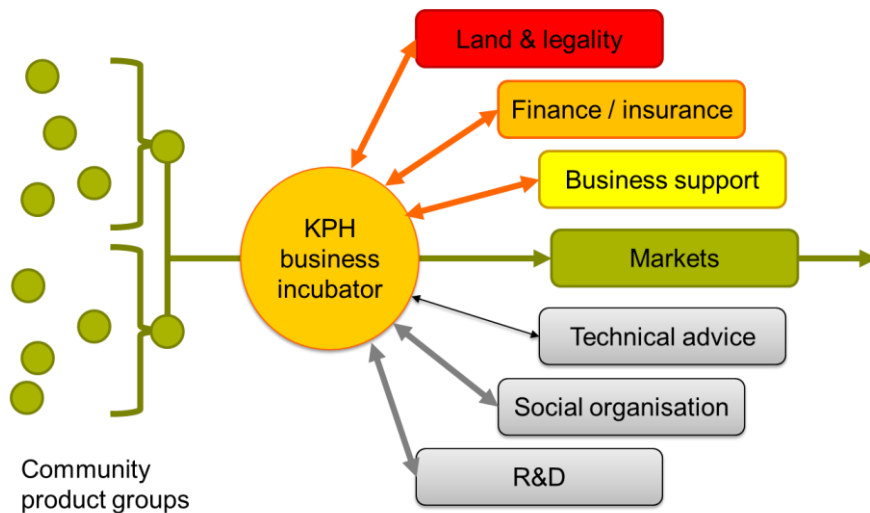 Land & legality
Finance / insurance
Business support
KPH
business
incubator
Markets
Technical advice
Social organisation
R&D
Community
product groups